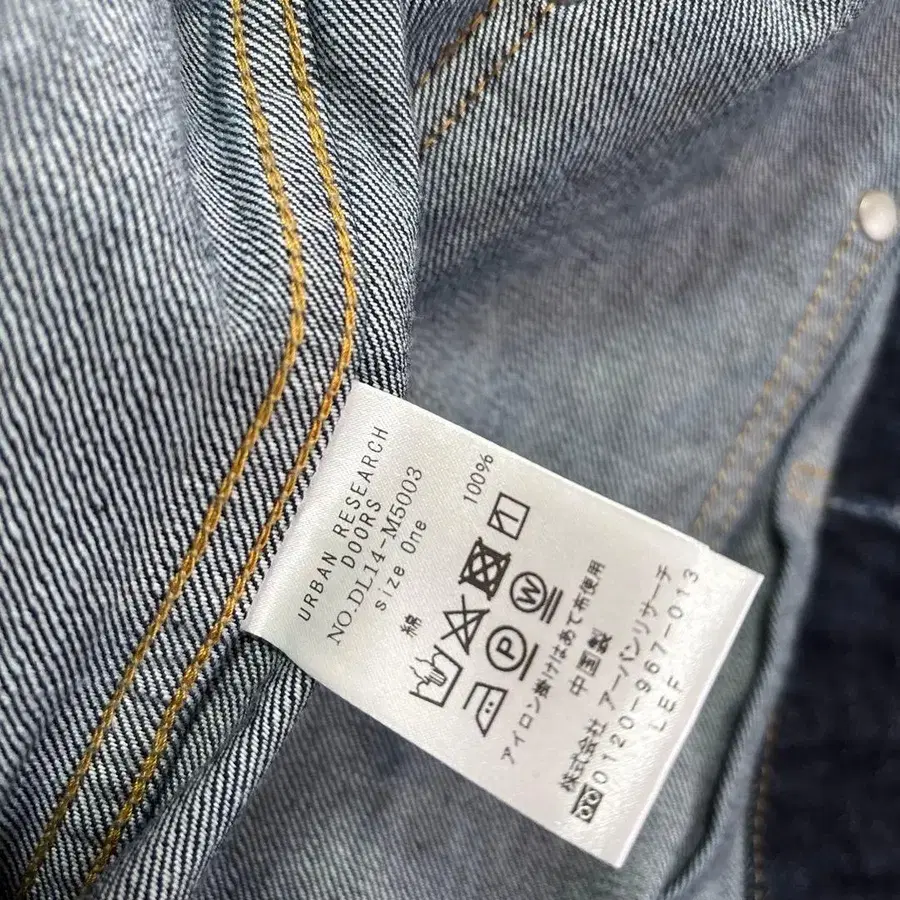 URBAN RESEARCH
DOORS
NO.DL14-M5003
size One
綿 100%
P W
アイロン掛けはあて布使用
中国製
株式会社 アーバンリサーチ
0120-967-013
LEF